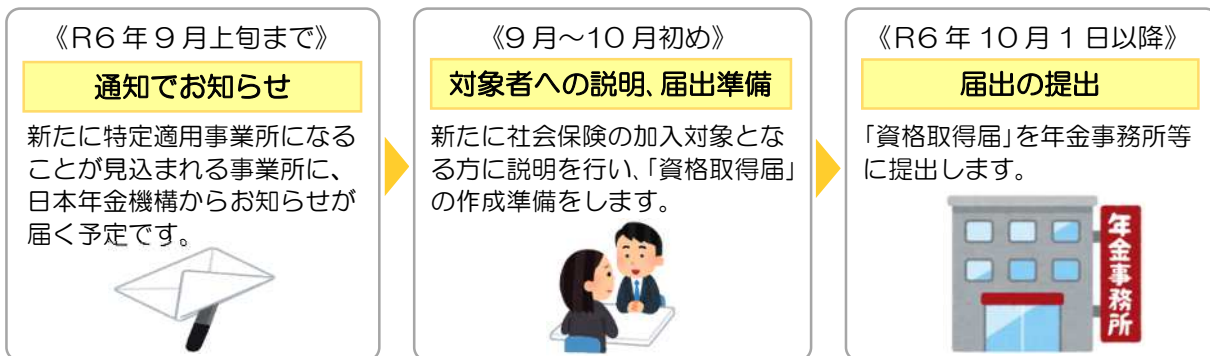 《R6年9月上旬まで》
通知でお知らせ
新たに特定適用事業所になる
ことが見込まれる事業所に、
日本年金機構からお知らせが
届く予定です。
《9月～10月初め》
対象者への説明、届出準備
新たに社会保険の加入対象とな
る方に説明を行い、「資格取得届」
の作成準備をします。
《R6年10月1日以降》
届出の提出
「資格取得届」を年金事務所等
に提出します。
年金事務所